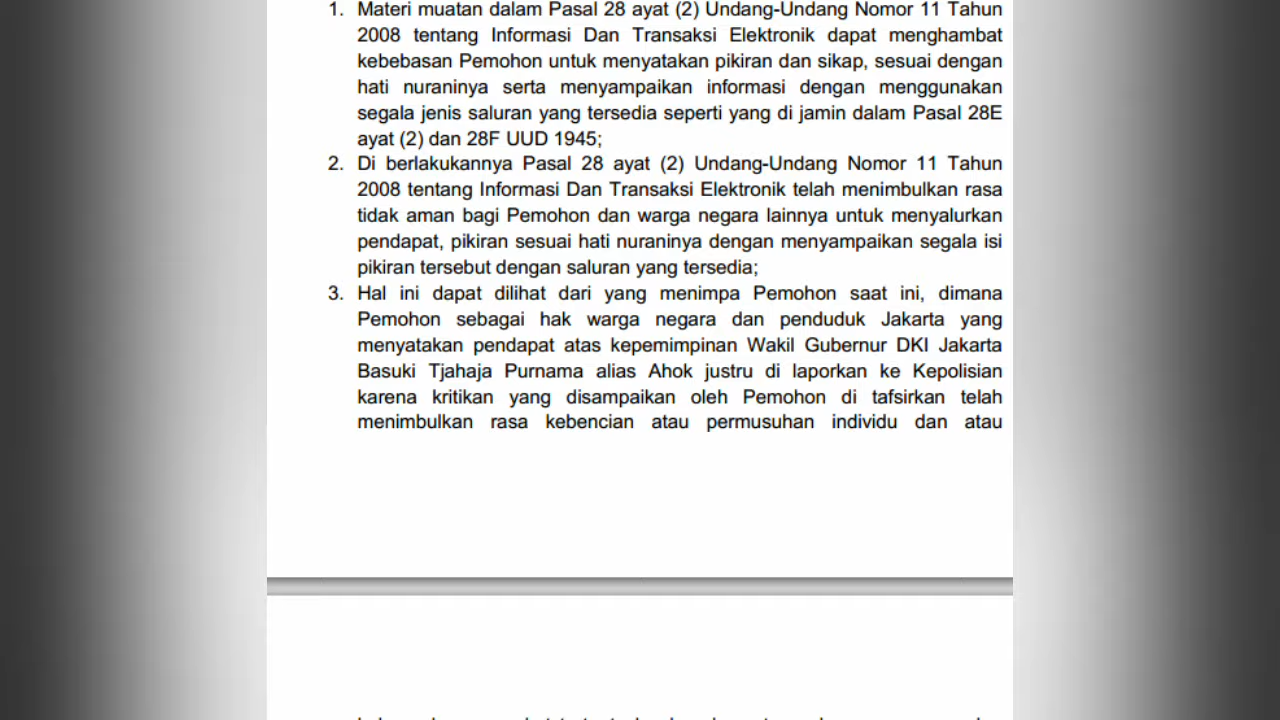 1. Materi muatan dalam Pasal 28 ayat (2) Undang-Undang Nomor 11 Tahun
2008 tentang Informasi Dan Transaksi Elektronik dapat menghambat
kebebasan Pemohon untuk menyatakan pikiran dan sikap, sesuai dengan
hati nuraninya serta menyampaikan informasi dengan menggunakan
segala jenis saluran yang tersedia seperti yang di jamin dalam Pasal 28E
ayat (2) dan 28F UUD 1945;
2. Di berlakukannya Pasal 28 ayat (2) Undang-Undang Nomor 11 Tahun
2008 tentang Informasi Dan Transaksi Elektronik telah menimbulkan rasa
tidak aman bagi Pemohon dan warga negara lainnya untuk menyalurkan
pendapat, pikiran sesuai hati nuraninya dengan menyampaikan segala isi
pikiran tersebut dengan saluran yang tersedia;
3. Hal ini dapat dilihat dari yang menimpa Pemohon saat ini, dimana
Pemohon sebagai hak warga negara dan penduduk Jakarta yang
menyatakan pendapat atas kepemimpinan Wakil Gubernur DKI Jakarta
Basuki Tjahaja Purnama alias Ahok justru di laporkan ke Kepolisian
karena kritikan yang disampaikan oleh Pemohon di tafsirkan telah
menimbulkan rasa kebencian atau permusuhan individu dan atau